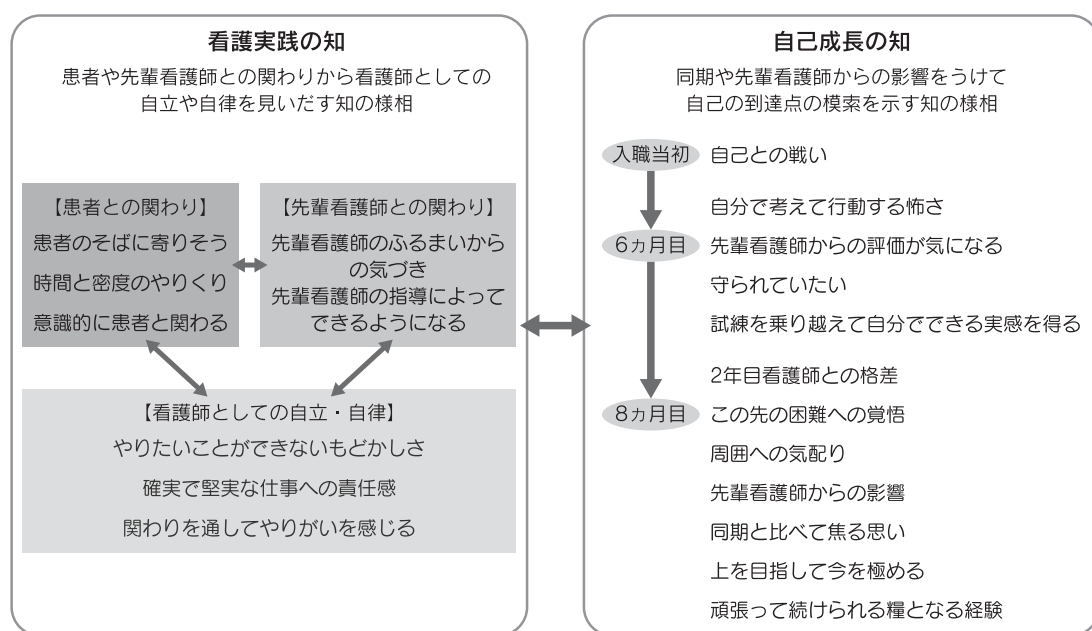 看護実践の知
患者や先輩看護師との関わりから看護師としての
自立や自律を見いだす知の様相
【患者との関わり】
患者のそばに寄りそう
時間と密度のやりくり
意識的に患者と関わる
【先輩看護師との関わり】
先輩看護師のふるまいから
の気づき
先輩看護師の指導によって
できるようになる
【看護師としての自立・自律】
やりたいことができないもどかしさ
確実で堅実な仕事への責任感
関わりを通してやりがいを感じる
自己成長の知
同期や先輩看護師からの影響をうけて
自己の到達点の模索を示す知の様相
入職当初 自己との戦い
自分で考えて行動する怖さ
6ヵ月目 先輩看護師からの評価が気になる
守られていたい
試練を乗り越えて自分でできる実感を得る
2年目看護師との格差
8ヵ月目 この先の困難への覚悟
周囲への気配り
先輩看護師からの影響
同期と比べて焦る思い
上を目指して今を極める
頑張って続けられる糧となる経験